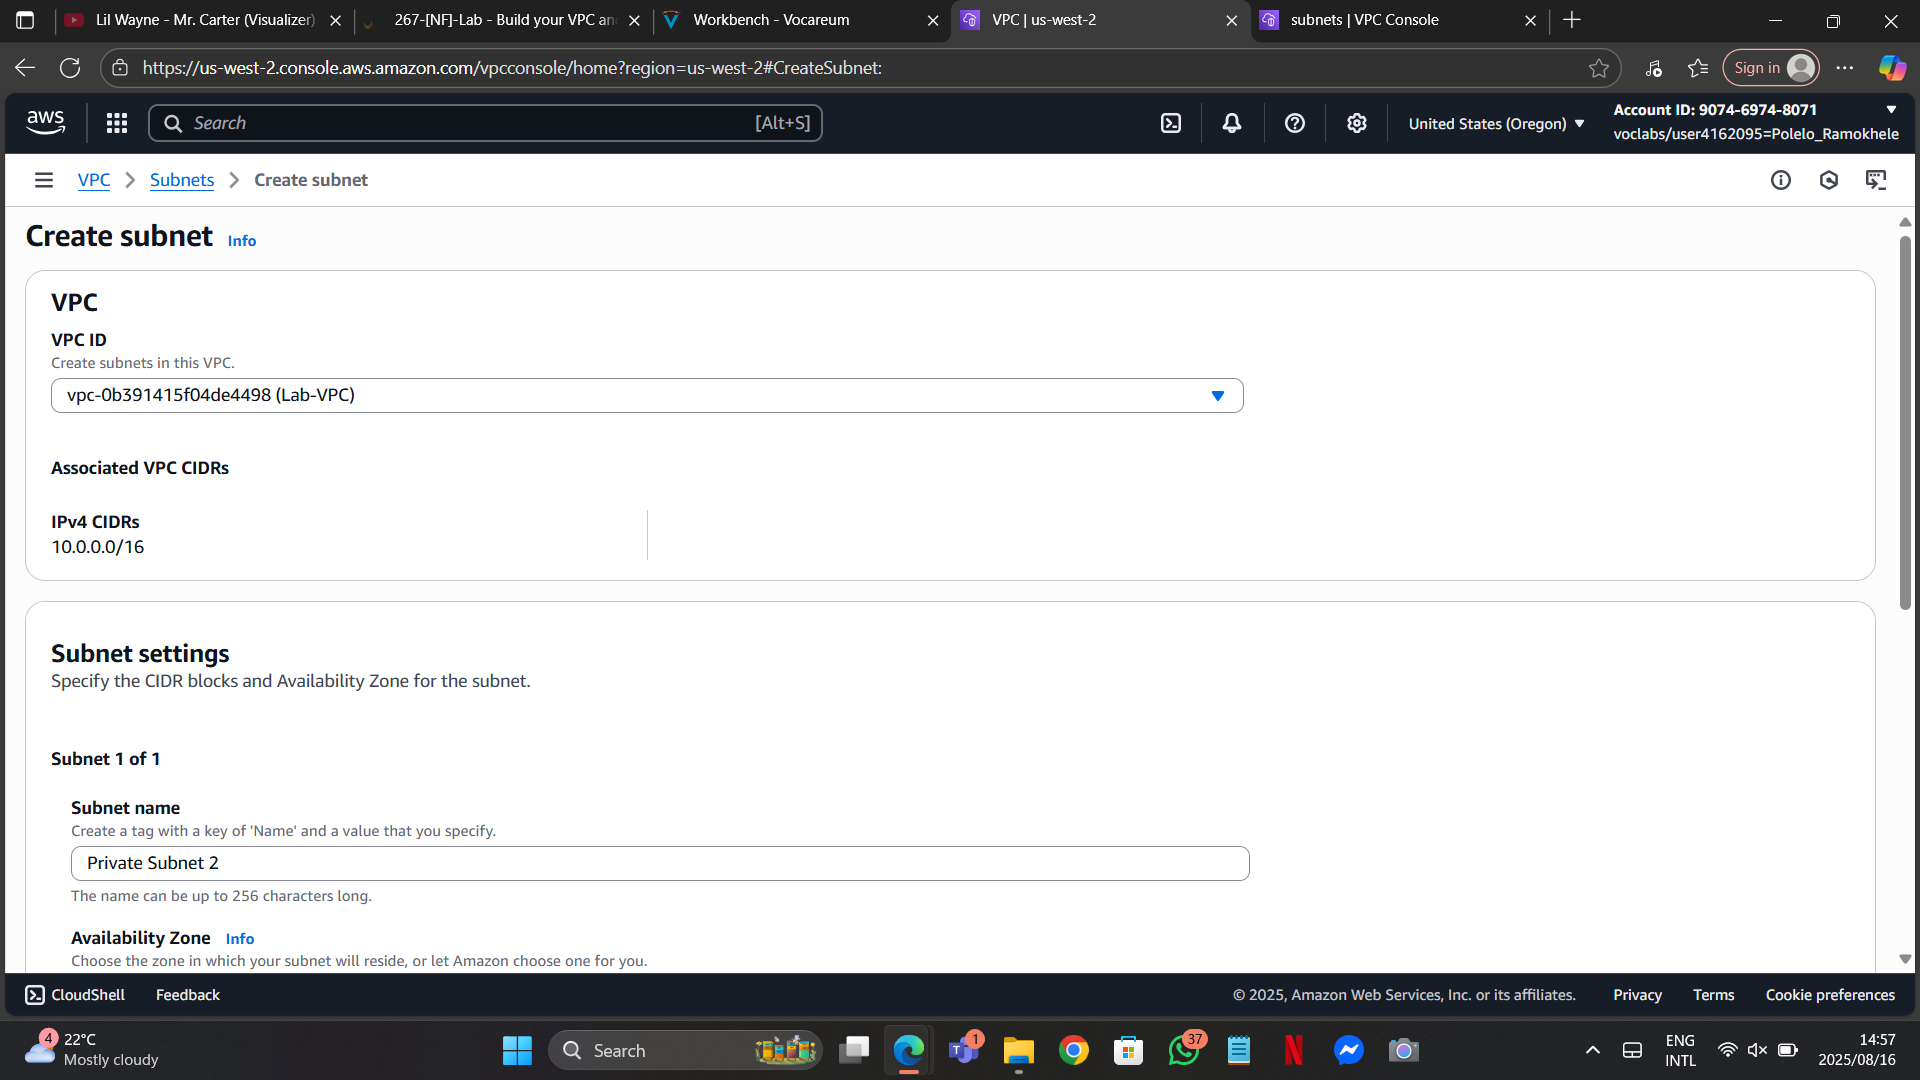 Lil Wayne - Mr. Carter (Visualizer)
267-[NF]-Lab - Build your VPC an
Workbench - Vocareum
VPC | us-west-2
subnets | VPC Console
https://us-west-2.console.aws.amazon.com/vpcconsole/home?region=us-west-2#CreateSubnet:
Sign in
aws
Search
[Alt+S]
United States (Oregon)
Account ID: 9074-6974-8071
voclabs/user4162095=Polelo_Ramokhele
VPC
Subnets
Create subnet
Create subnet
Info
VPC
VPC ID
Create subnets in this VPC.
vpc-0b391415f04de4498 (Lab-VPC)
Associated VPC CIDRs
IPv4 CIDRs
10.0.0.0/16
Subnet settings
Specify the CIDR blocks and Availability Zone for the subnet.
Subnet 1 of 1
Subnet name
Create a tag with a key of 'Name' and a value that you specify.
Private Subnet 2
The name can be up to 256 characters long.
Availability Zone
Info
Choose the zone in which your subnet will reside, or let Amazon choose one for you.
CloudShell
Feedback
© 2025, Amazon Web Services, Inc. or its affiliates.
Privacy
Terms
Cookie preferences
4
22°C
Mostly cloudy
Search
1
37
ENG
INTL
14:57
2025/08/16